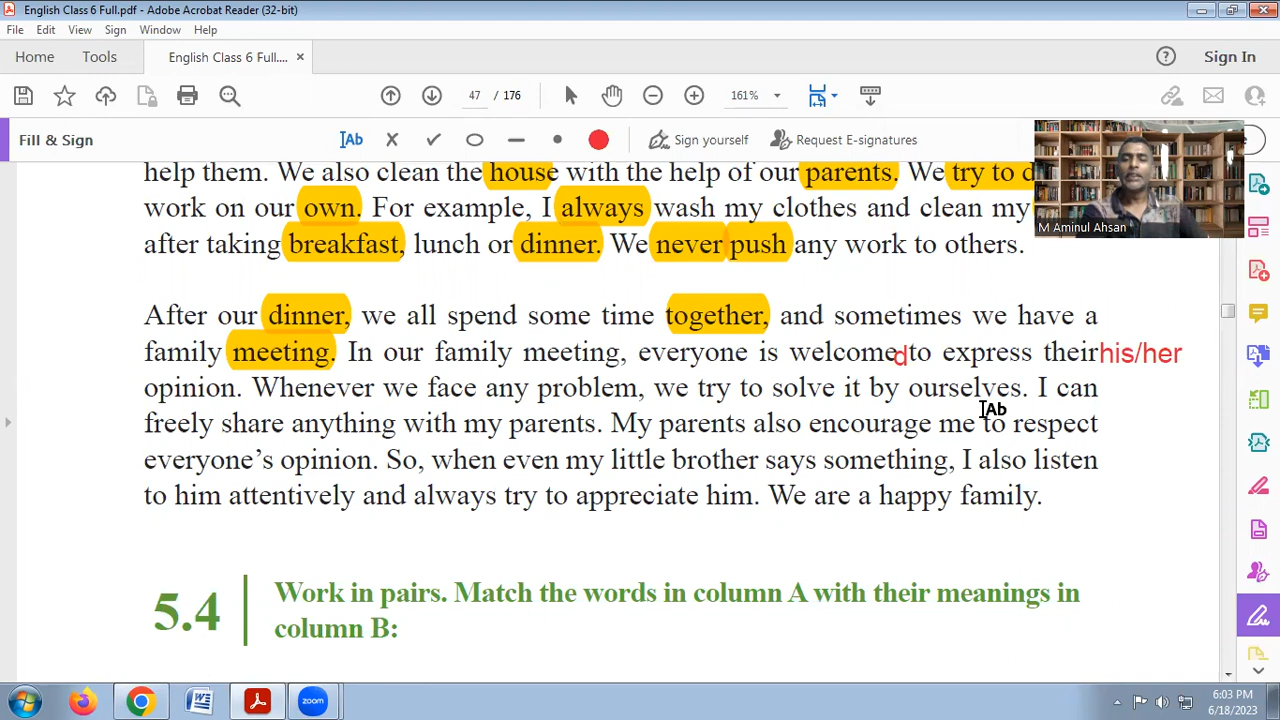 English Class 6 Full.pdf - Adobe Acrobat Reader (32-bit)
File Edit View Sign Window Help
Home Tools English Class 6 Full.... × Sign In
47 / 176 161%
Fill & Sign Ab Sign yourself Request E-signatures
help them. We also clean the house with the help of our parents. We try to d
work on our own. For example, I always wash my clothes and clean my
after taking breakfast, lunch or dinner. We never push any work to others.
M Aminul Ahsan
After our dinner, we all spend some time together, and sometimes we have a
family meeting. In our family meeting, everyone is welcomed to express their his/her
opinion. Whenever we face any problem, we try to solve it by ourselves. I can
Ab
freely share anything with my parents. My parents also encourage me to respect
everyone's opinion. So, when even my little brother says something, I also listen
to him attentively and always try to appreciate him. We are a happy family.
5.4 Work in pairs. Match the words in column A with their meanings in
column B:
zoom
6:03 PM
6/18/2023